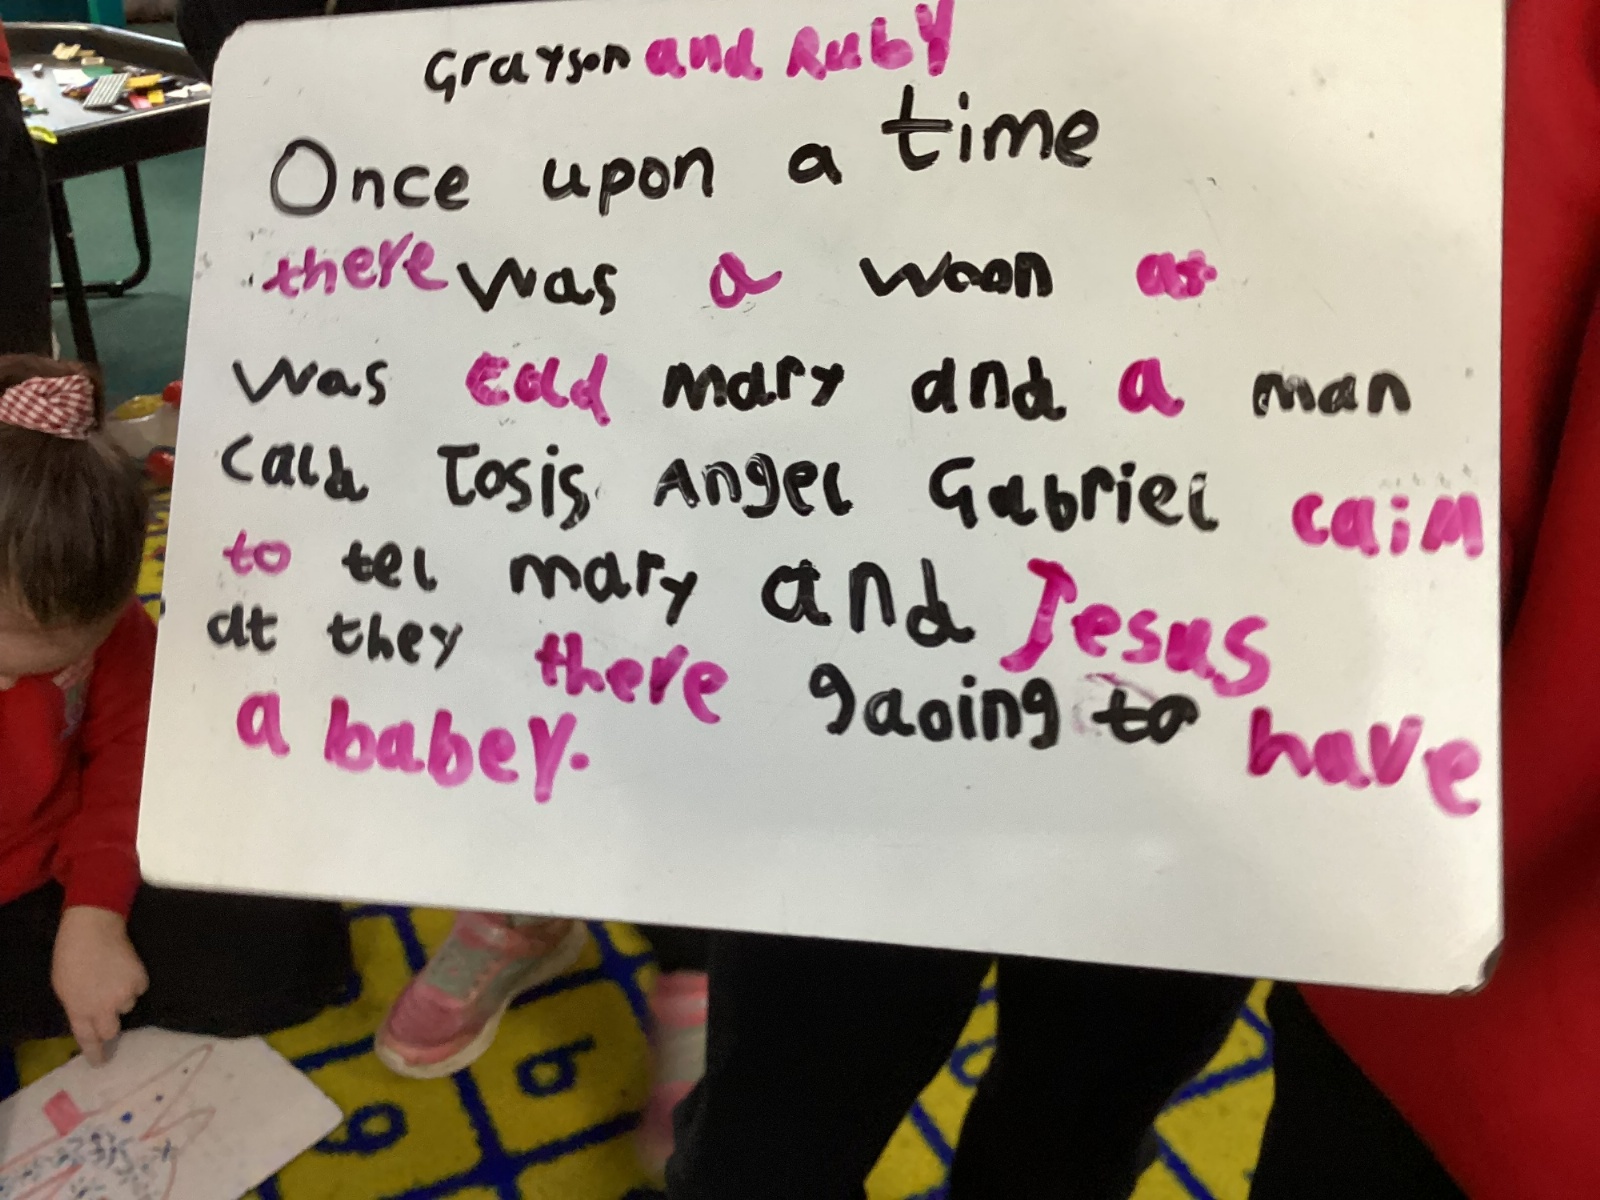 Grayson and Ruby
Once upon a time
there was a woon as
was cald mary and a man
cald Tosis Angel Gabriel caim
to tel mary and Jesus
dt they there gaoing to have
a babey.